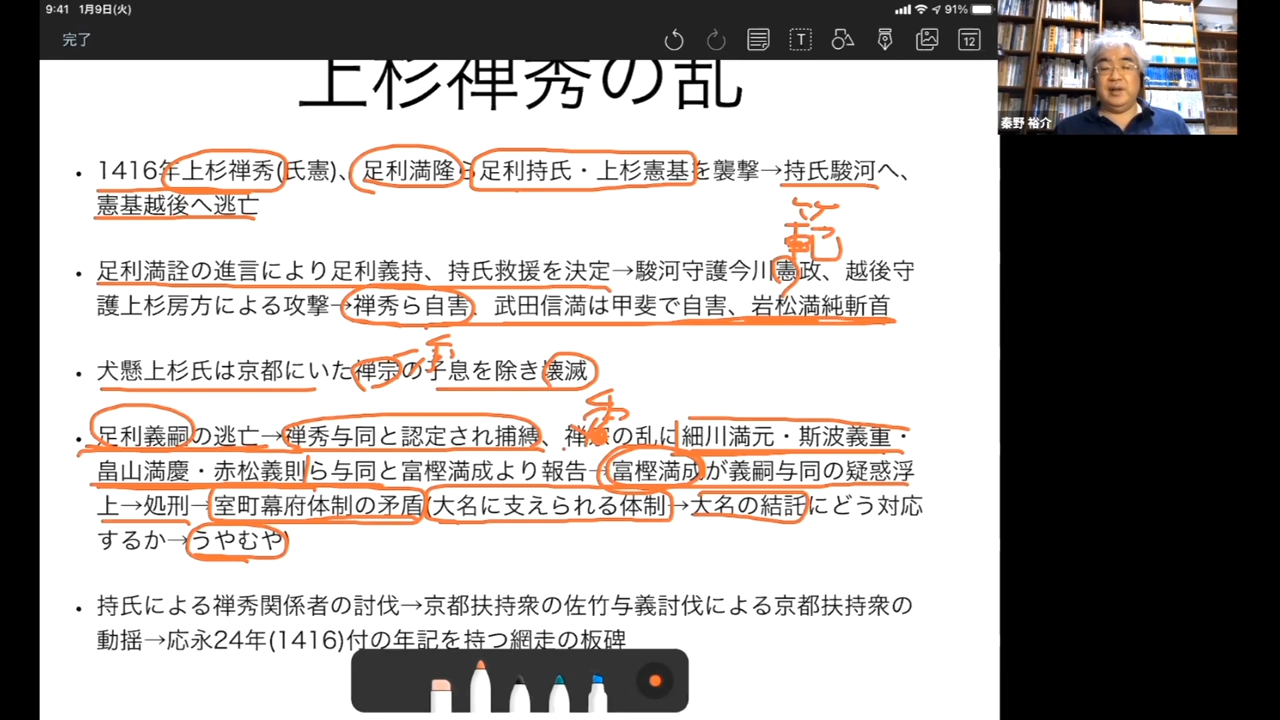 9:41 1月9日(火)
91%
完了
12
上杉禅秀の乱
秦野 裕介
・1416年上杉禅秀(氏憲)、足利満隆ら足利持氏・上杉憲基を襲撃→持氏駿河へ、
憲基越後へ逃亡
範
・足利満詮の進言により足利義持、持氏救援を決定→駿河守護今川憲政、越後守
護上杉房方による攻撃→禅秀ら自害、武田信満は甲斐で自害、岩松満純斬首
秀
・犬懸上杉氏は京都にいた禅宗の子息を除き壊滅
秀
・足利義嗣の逃亡→禅秀与同と認定され捕縛、禅宗の乱に細川満元・斯波義重・
畠山満慶・赤松義則ら与同と富樫満成より報告→富樫満成が義嗣与同の疑惑浮
上→処刑→室町幕府体制の矛盾(大名に支えられる体制→大名の結託にどう対応
するか→うやむや)
・持氏による禅秀関係者の討伐→京都扶持衆の佐竹与義討伐による京都扶持衆の
動揺→応永24年(1416)付の年記を持つ網走の板碑